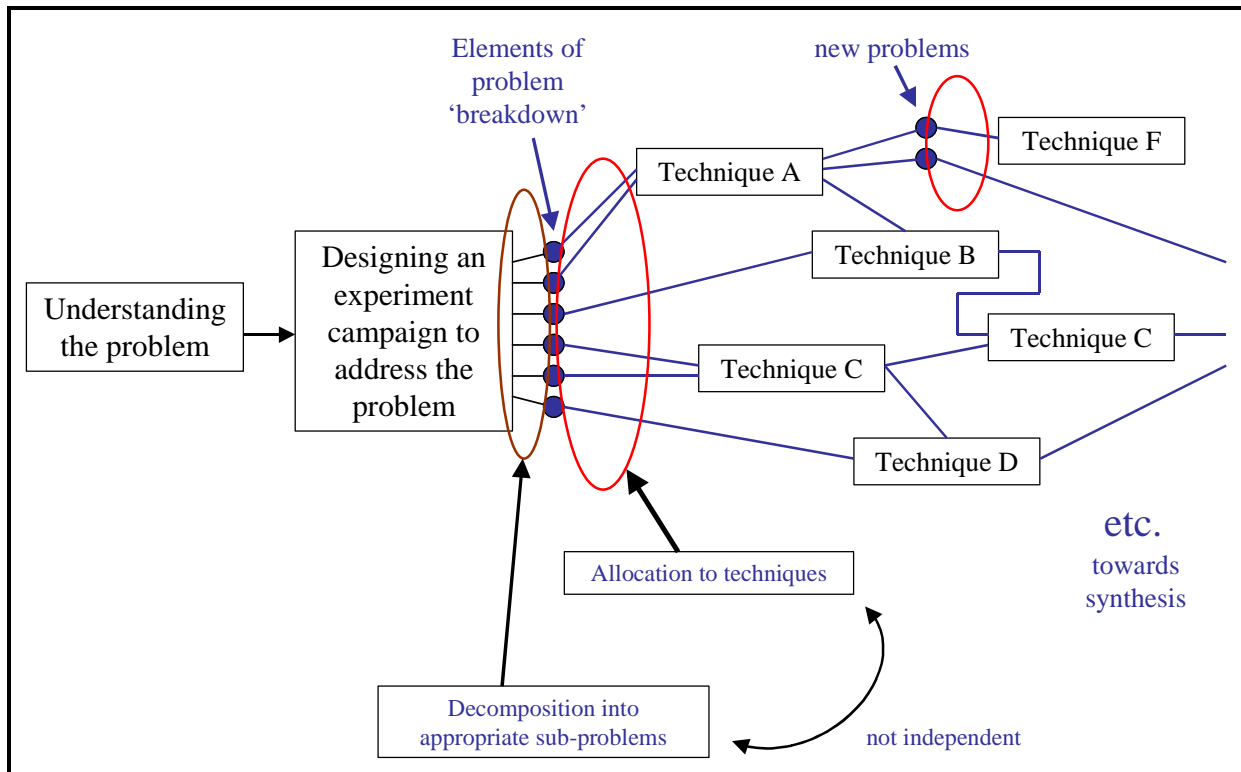 Elements of
problem
‘breakdown’
new problems
Technique F
Technique A
Technique B
Designing an
experiment
campaign to
address the
problem
Understanding
the problem
Technique C
Technique C
Technique D
etc.
towards
synthesis
Allocation to techniques
Decomposition into
appropriate sub-problems
not independent